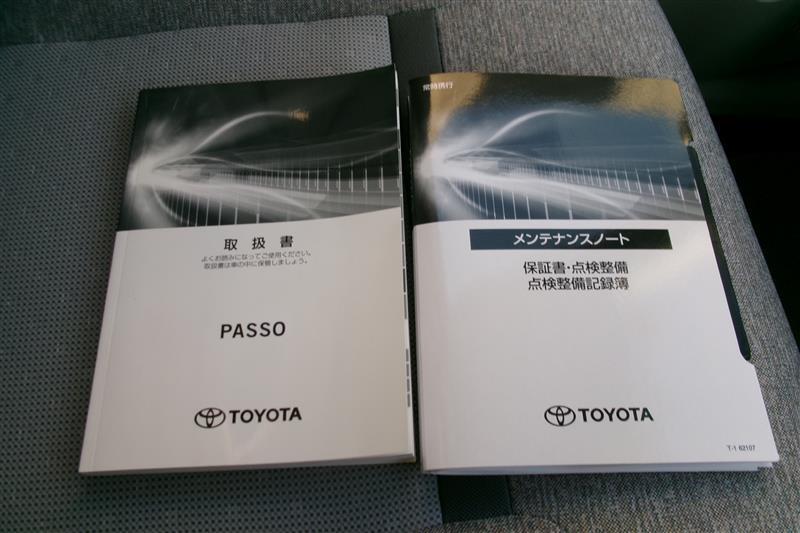 取扱書
よくお読みになってご使用ください。
取扱書は車の中に保管しましょう。
PASSO
TOYOTA
常時携行
メンテナンスノート
保証書・点検整備
点検整備記録簿
TOYOTA
T-1 62107